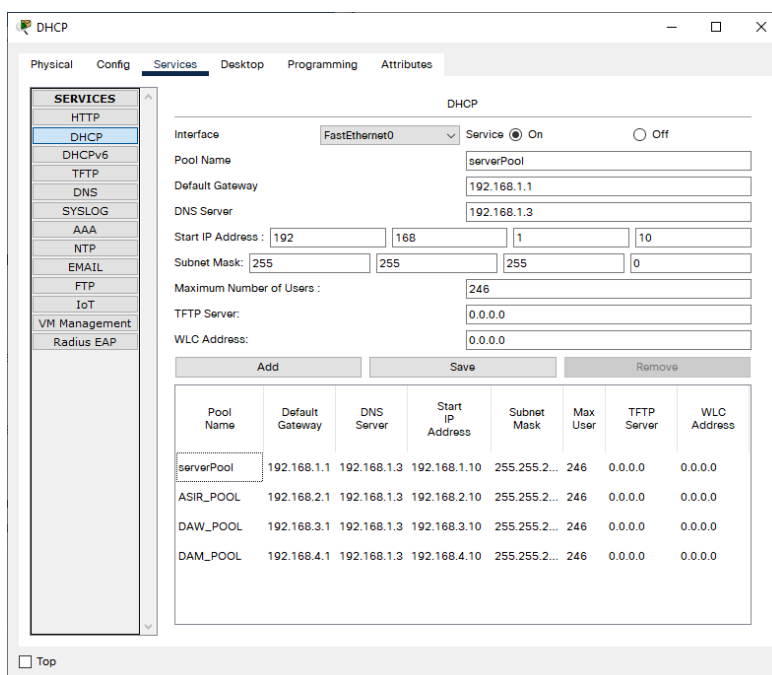 DHCP
Physical Config Services Desktop Programming Attributes
SERVICES
HTTP
DHCP
DHCPv6
TFTP
DNS
SYSLOG
AAA
NTP
EMAIL
FTP
IoT
VM Management
Radius EAP
DHCP
Interface FastEthernet0 Service On Off
Pool Name serverPool
Default Gateway 192.168.1.1
DNS Server 192.168.1.3
Start IP Address : 192 168 1 10
Subnet Mask: 255 255 255 0
Maximum Number of Users : 246
TFTP Server: 0.0.0.0
WLC Address: 0.0.0.0
Add Save Remove
Pool Name Default Gateway DNS Server Start IP Address Subnet Mask Max User TFTP Server WLC Address
serverPool 192.168.1.1 192.168.1.3 192.168.1.10 255.255.2... 246 0.0.0.0 0.0.0.0
ASIR_POOL 192.168.2.1 192.168.1.3 192.168.2.10 255.255.2... 246 0.0.0.0 0.0.0.0
DAW_POOL 192.168.3.1 192.168.1.3 192.168.3.10 255.255.2... 246 0.0.0.0 0.0.0.0
DAM_POOL 192.168.4.1 192.168.1.3 192.168.4.10 255.255.2... 246 0.0.0.0 0.0.0.0
Top